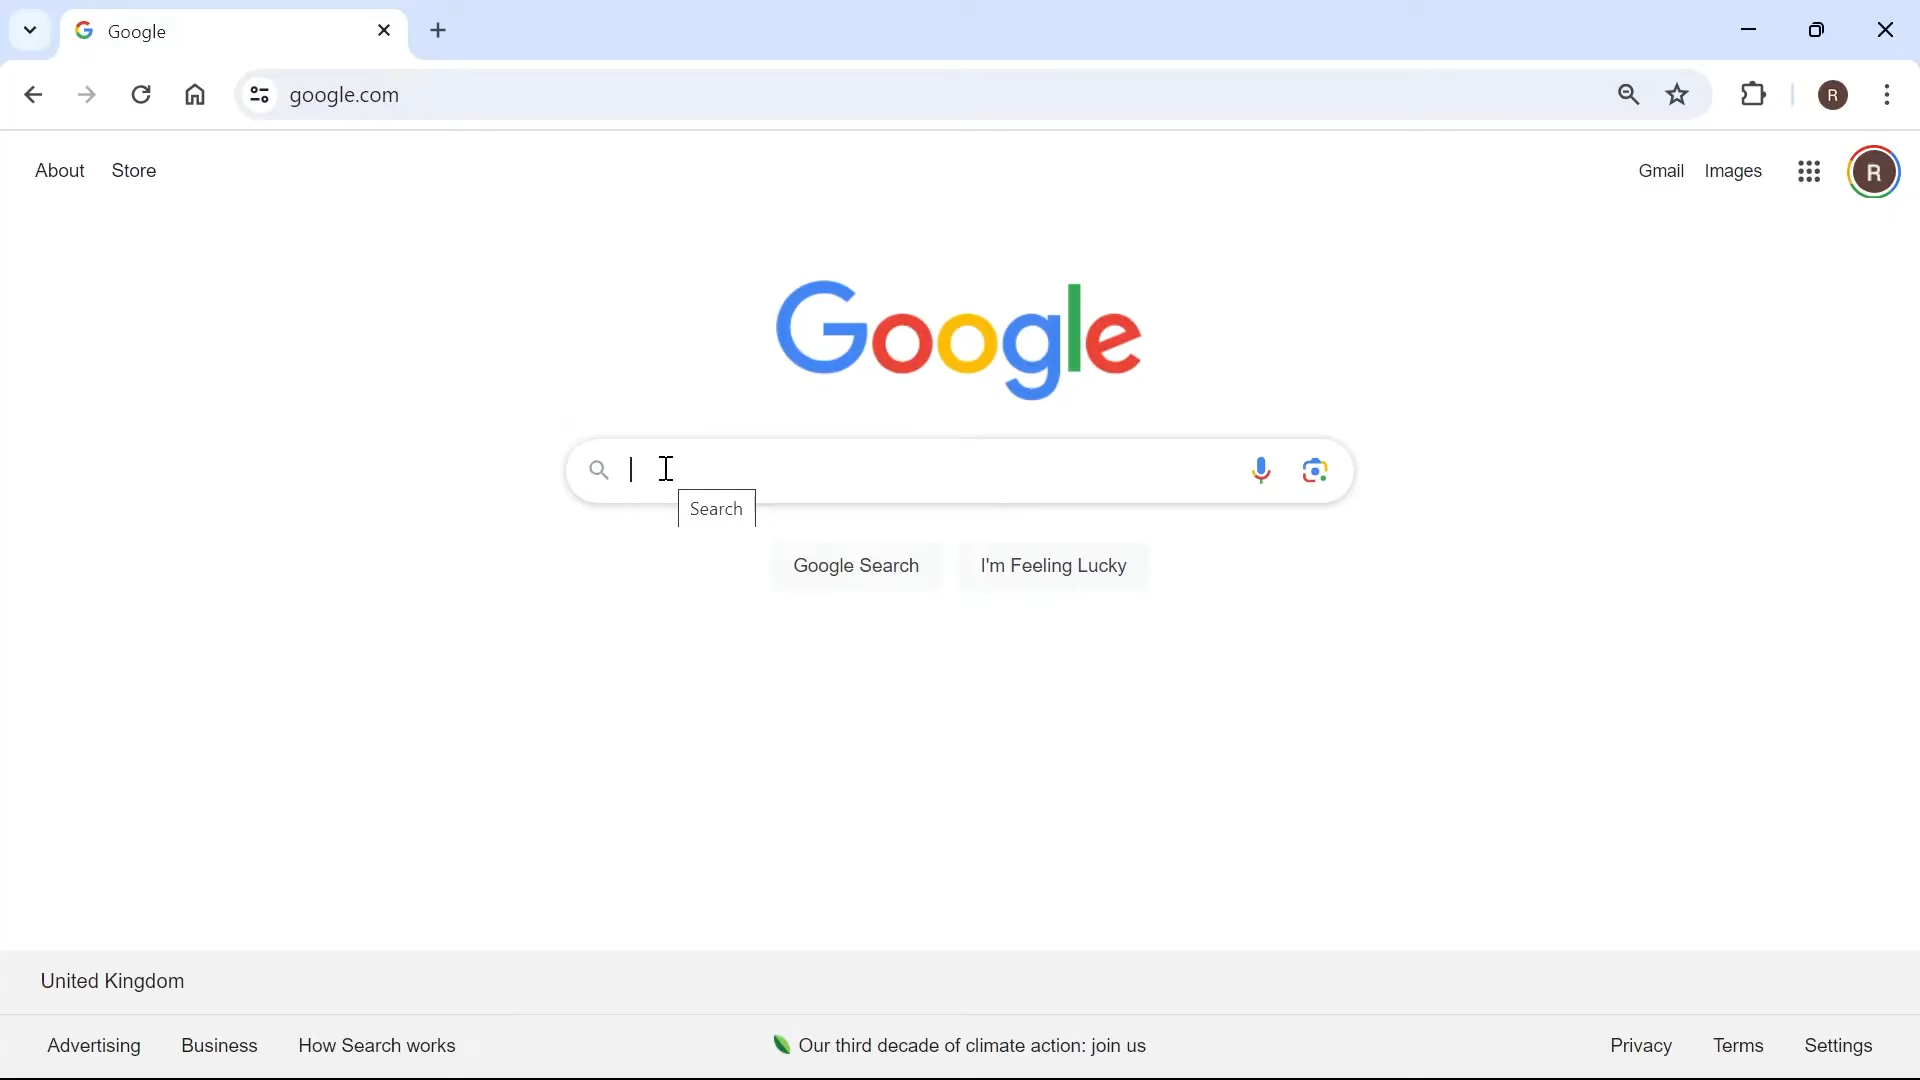 Google
google.com
R
About Store
Gmail Images
R
Google
Search
Google Search I'm Feeling Lucky
United Kingdom
Advertising Business How Search works Our third decade of climate action: join us Privacy Terms Settings